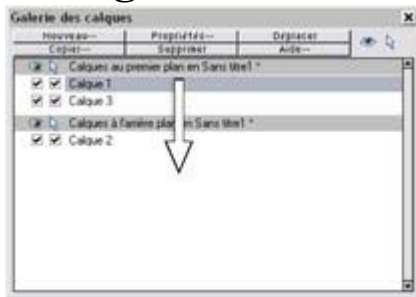 Galerie des calques
Nouveau... Propriétés... Déplacer
Copier... Supprimer Aide...
Calques au premier plan en Sans titre1 *
Calque 1
Calque 3
Calques à l'arrière plan en Sans titre1 *
Calque 2